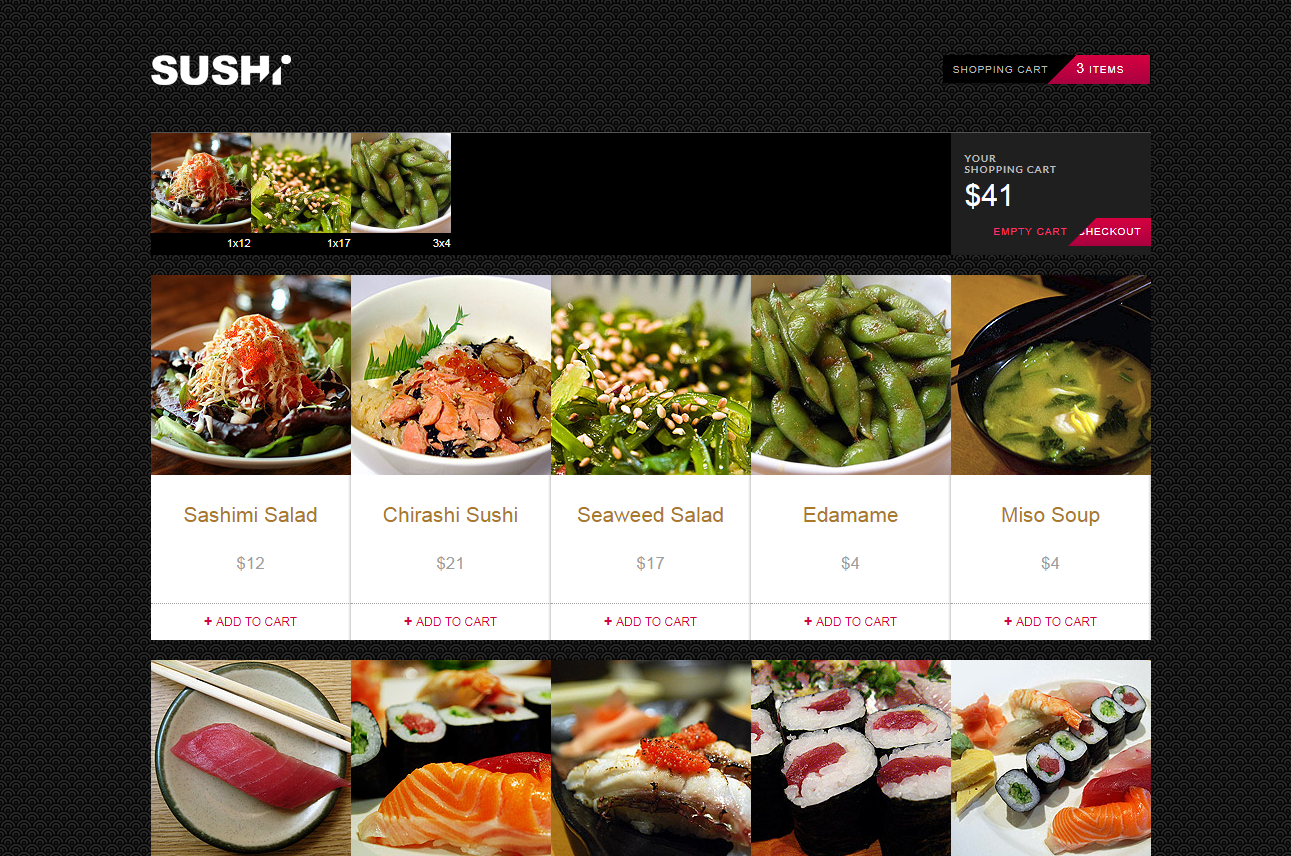 SUSHi
SHOPPING CART
3 ITEMS
YOUR
SHOPPING CART
$41
EMPTY CART
CHECKOUT
1x12
1x17
3x4
Sashimi Salad
Chirashi Sushi
Seaweed Salad
Edamame
Miso Soup
$12
$21
$17
$4
$4
+ ADD TO CART
+ ADD TO CART
+ ADD TO CART
+ ADD TO CART
+ ADD TO CART